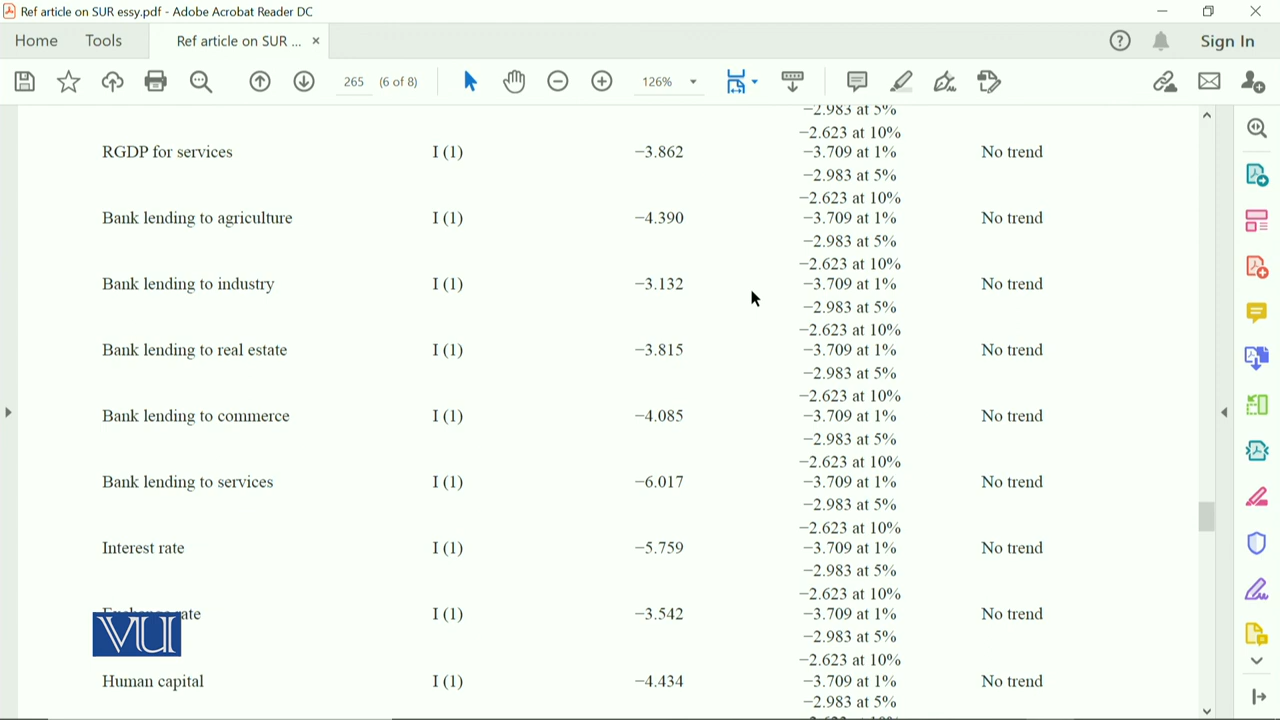 Ref article on SUR essy.pdf - Adobe Acrobat Reader DC
Home Tools Ref article on SUR ... × Sign In
265 (6 of 8) 126%
−2.983 at 5%
−2.623 at 10%
RGDP for services I (1) −3.862 −3.709 at 1% No trend
−2.983 at 5%
−2.623 at 10%
Bank lending to agriculture I (1) −4.390 −3.709 at 1% No trend
−2.983 at 5%
−2.623 at 10%
Bank lending to industry I (1) −3.132 −3.709 at 1% No trend
−2.983 at 5%
−2.623 at 10%
Bank lending to real estate I (1) −3.815 −3.709 at 1% No trend
−2.983 at 5%
−2.623 at 10%
Bank lending to commerce I (1) −4.085 −3.709 at 1% No trend
−2.983 at 5%
−2.623 at 10%
Bank lending to services I (1) −6.017 −3.709 at 1% No trend
−2.983 at 5%
−2.623 at 10%
Interest rate I (1) −5.759 −3.709 at 1% No trend
−2.983 at 5%
−2.623 at 10%
Exchange rate I (1) −3.542 −3.709 at 1% No trend
VU
−2.983 at 5%
−2.623 at 10%
Human capital I (1) −4.434 −3.709 at 1% No trend
−2.983 at 5%